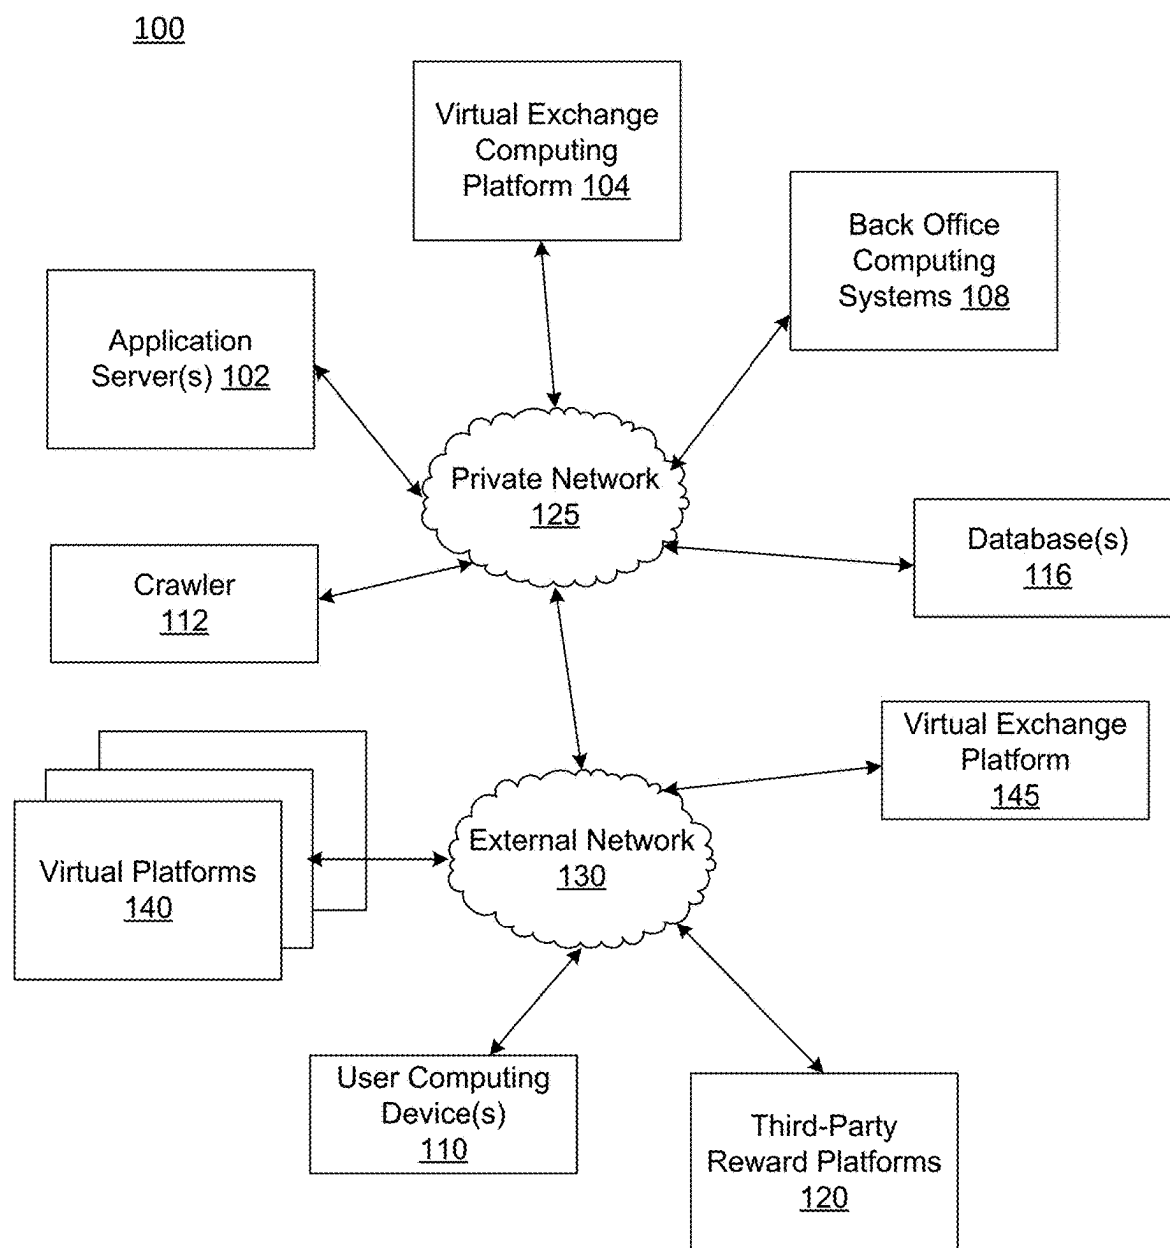 100
Virtual Exchange
Computing
Platform 104
Back Office
Computing
Systems 108
Application
Server(s) 102
Private Network
125
Database(s)
116
Crawler
112
Virtual Exchange
Platform
145
External Network
130
Virtual Platforms
140
User Computing
Device(s)
110
Third-Party
Reward Platforms
120